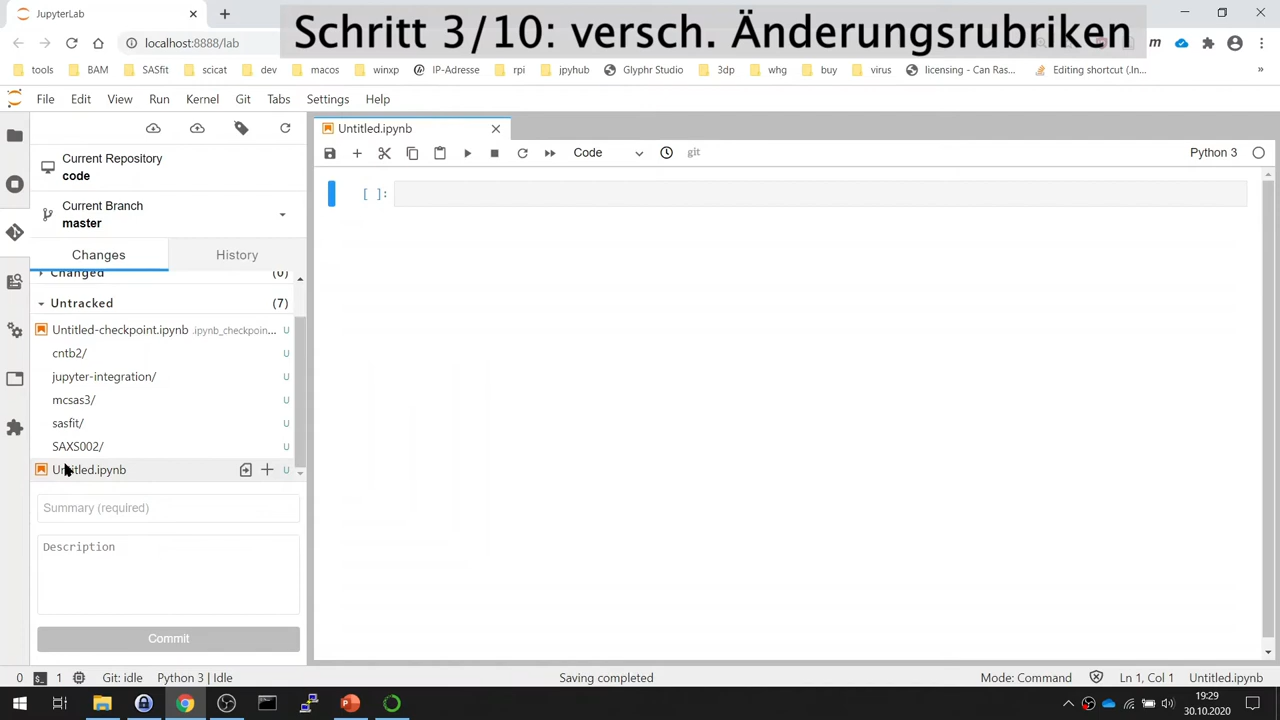 JupyterLab
Schritt 3/10: versch. Änderungsrubriken
localhost:8888/lab
tools BAM SASfit scicat dev macos winxp IP-Adresse rpi jpyhub Glyphr Studio 3dp whg buy virus licensing - Can Ras... Editing shortcut (.In...
File Edit View Run Kernel Git Tabs Settings Help
Untitled.ipynb
Code git Python 3
Current Repository
code
Current Branch
master
Changes History
Changed (0)
Untracked (7)
Untitled-checkpoint.ipynb .ipynb_checkpoin... U
cntb2/ U
jupyter-integration/ U
mcsas3/ U
sasfit/ U
SAXS002/ U
Untitled.ipynb U
[ ]:
Summary (required)
Description
Commit
0 1 Git: idle Python 3 | Idle Saving completed Mode: Command Ln 1, Col 1 Untitled.ipynb
19:29
30.10.2020